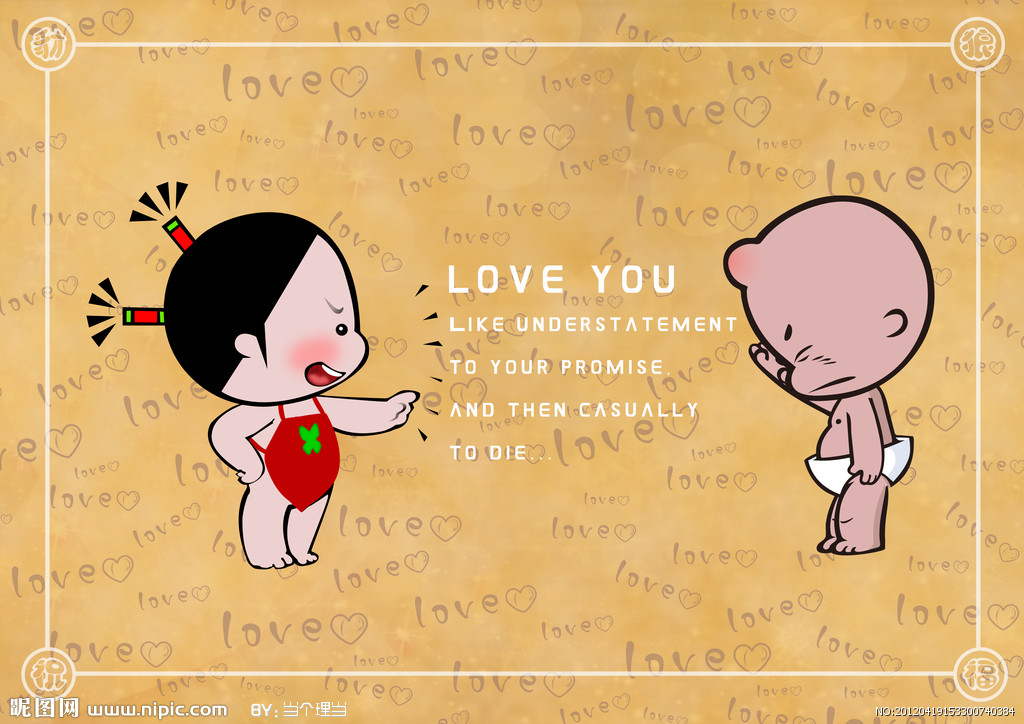 LOVE YOU
LIKE UNDERSTATEMENT
TO YOUR PROMISE.
AND THEN CASUALLY
TO DIE...
love
昵图网 www.nipic.com BY: 当个理当
NO:20120419153300740384